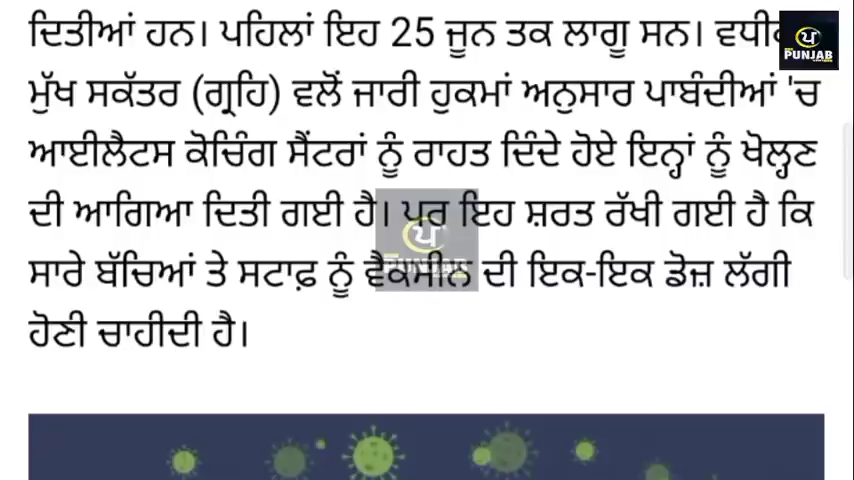 ਦਿਤੀਆਂ ਹਨ। ਪਹਿਲਾਂ ਇਹ 25 ਜੂਨ ਤਕ ਲਾਗੂ ਸਨ।
ਮੁੱਖ ਸਕੱਤਰ (ਗ੍ਰਹਿ) ਵਲੋਂ ਜਾਰੀ ਹੁਕਮਾਂ ਅਨੁਸਾਰ ਪਾਬੰਦੀਆਂ 'ਚ
ਆਈਲੈਟਸ ਕੋਚਿੰਗ ਸੈਂਟਰਾਂ ਨੂੰ ਰਾਹਤ ਦਿੰਦੇ ਹੋਏ ਇਨ੍ਹਾਂ ਨੂੰ ਖੋਲ੍ਹਣ
ਦੀ ਆਗਿਆ ਦਿਤੀ ਗਈ ਹੈ। ਪਰ ਇਹ ਸ਼ਰਤ ਰੱਖੀ ਗਈ ਹੈ ਕਿ
ਸਾਰੇ ਬੱਚਿਆਂ ਤੇ ਸਟਾਫ਼ ਨੂੰ ਵੈਕਸੀਨ ਦੀ ਇਕ-ਇਕ ਡੋਜ਼ ਲੱਗੀ
ਹੋਣੀ ਚਾਹੀਦੀ ਹੈ।
ਪ
PUNJAB
ਪ
PUNJAB